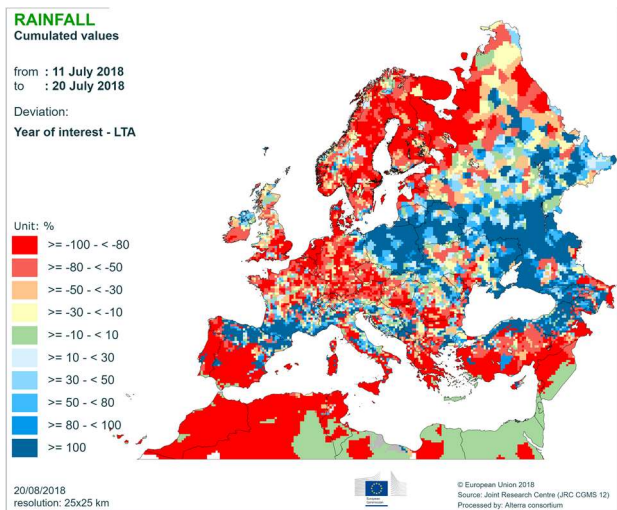 RAINFALL
Cumulated values
from : 11 July 2018
to : 20 July 2018
Deviation:
Year of interest - LTA
Unit: %
>= -100 - < -80
>= -80 - < -50
>= -50 - < -30
>= -30 - < -10
>= -10 - < 10
>= 10 - < 30
>= 30 - < 50
>= 50 - < 80
>= 80 - < 100
>= 100
20/08/2018
resolution: 25x25 km
European
Commission
© European Union 2018
Source: Joint Research Centre (JRC CGMS 12)
Processed by: Alterra consortium